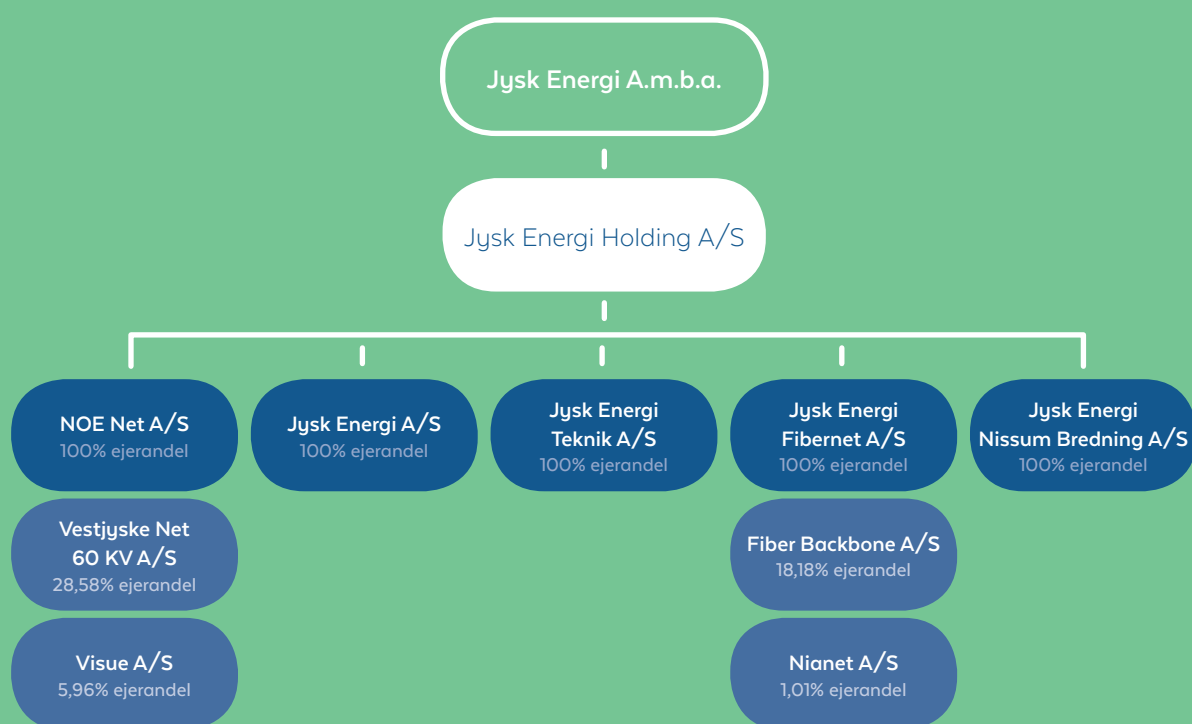 Jysk Energi A.m.b.a.
Jysk Energi Holding A/S
NOE Net A/S
100% ejerandel
Jysk Energi A/S
100% ejerandel
Jysk Energi
Teknik A/S
100% ejerandel
Jysk Energi
Fibernet A/S
100% ejerandel
Jysk Energi
Nissum Bredning A/S
100% ejerandel
Vestjyske Net
60 KV A/S
28,58% ejerandel
Fiber Backbone A/S
18,18% ejerandel
Visue A/S
5,96% ejerandel
Nianet A/S
1,01% ejerandel